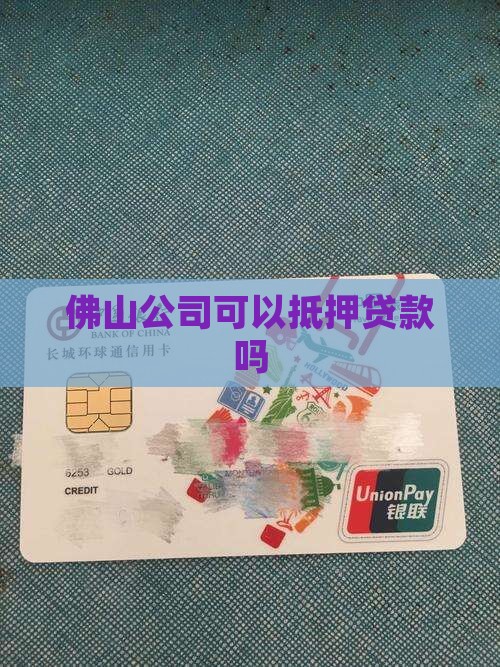 佛山公司可以抵押贷款
吗
BANK OF CHINA
长城环球通信用卡
6253 GOLD
CREDIT
UnionPay
银联